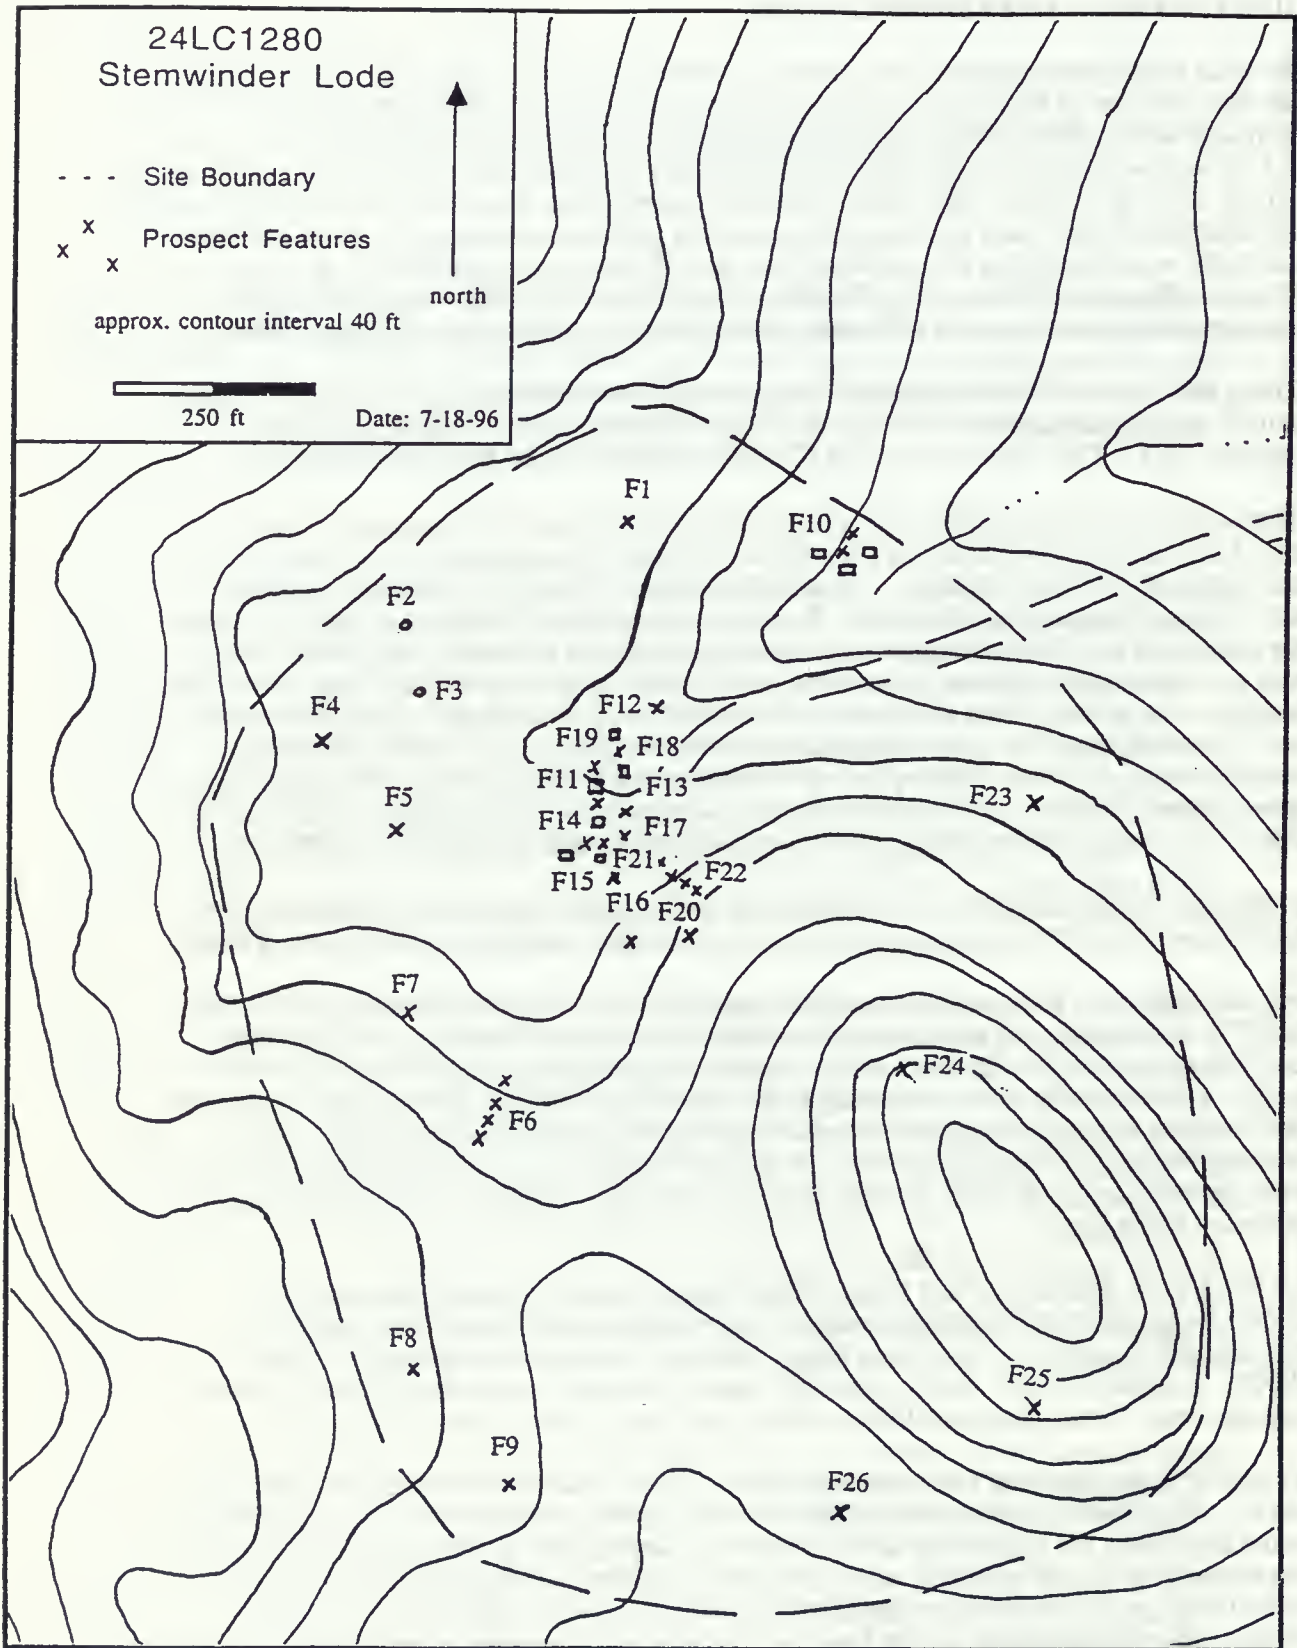 24LC1280
Stemwinder Lode
- - - Site Boundary
x x x Prospect Features
north
approx. contour interval 40 ft
250 ft Date: 7-18-96
F1
F10
F2
F3
F4
F12
F19 F18
F11 F13
F5
F23
F14 F17
F21
F15 F22
F16 F20
F7
F24
F6
F8
F25
F9
F26